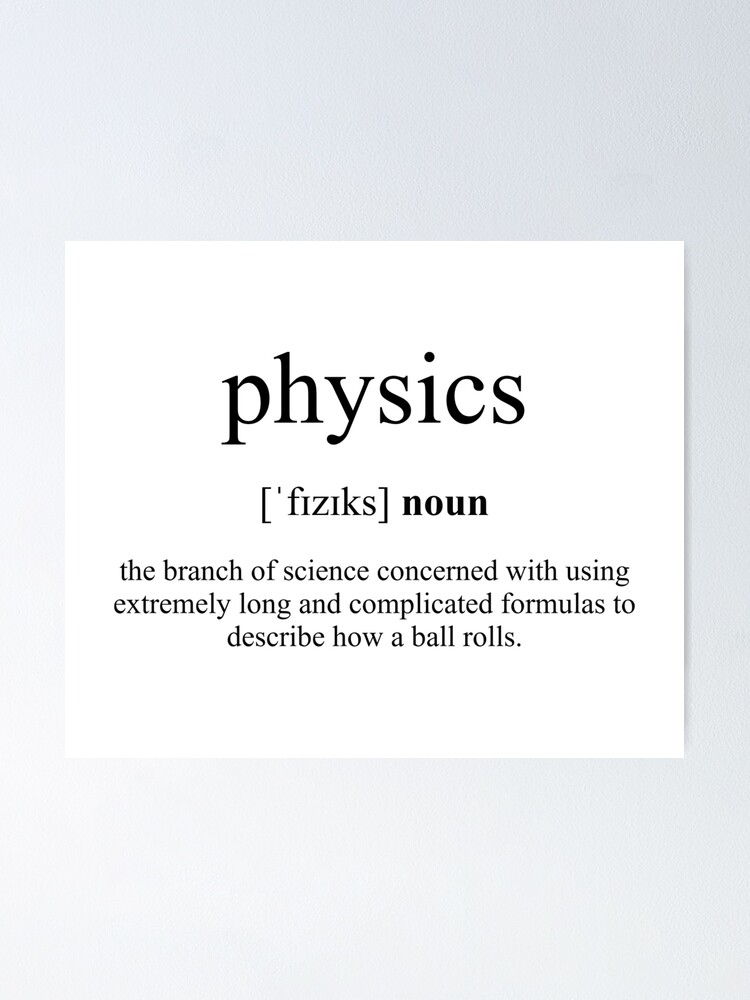 physics
[ˈfɪzɪks] noun
the branch of science concerned with using
extremely long and complicated formulas to
describe how a ball rolls.